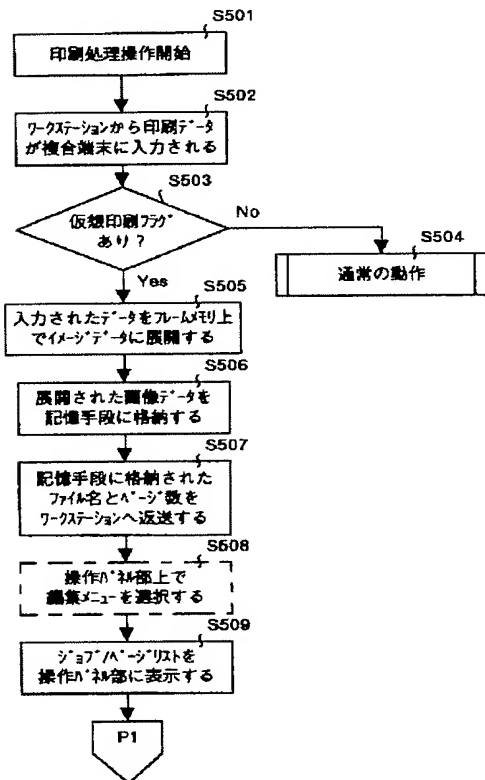 S501
印刷処理操作開始
S502
ワークステーションから印刷データ
が複合端末に入力される
S503
仮想印刷フラグ
あり？
No
S504
通常の動作
Yes
S505
入力されたデータをフレームメモリ上
でイメージデータに展開する
S506
展開された画像データを
記憶手段に格納する
S507
記憶手段に格納された
ファイル名とページ数を
ワークステーションへ返送する
S508
操作パネル部上で
編集メニューを選択する
S509
ジョブ/ページリストを
操作パネル部に表示する
P1